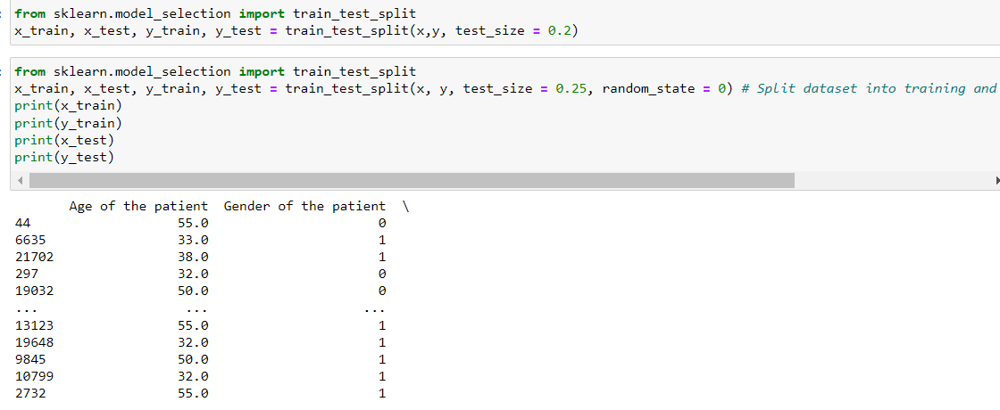 from sklearn.model_selection import train_test_split
x_train, x_test, y_train, y_test = train_test_split(x,y, test_size = 0.2)
from sklearn.model_selection import train_test_split
x_train, x_test, y_train, y_test = train_test_split(x, y, test_size = 0.25, random_state = 0) # Split dataset into training and
print(x_train)
print(y_train)
print(x_test)
print(y_test)
Age of the patient  Gender of the patient  \
44 55.0 0
6635 33.0 1
21702 38.0 1
297 32.0 0
19032 50.0 0
... ... ...
13123 55.0 1
19648 32.0 1
9845 50.0 1
10799 32.0 1
2732 55.0 1